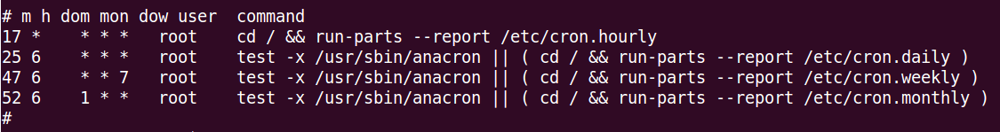 # m h dom mon dow user  command
17 *    * * *   root    cd / && run-parts --report /etc/cron.hourly
25 6    * * *   root    test -x /usr/sbin/anacron || ( cd / && run-parts --report /etc/cron.daily )
47 6    * * 7   root    test -x /usr/sbin/anacron || ( cd / && run-parts --report /etc/cron.weekly )
52 6    1 * *   root    test -x /usr/sbin/anacron || ( cd / && run-parts --report /etc/cron.monthly )
#